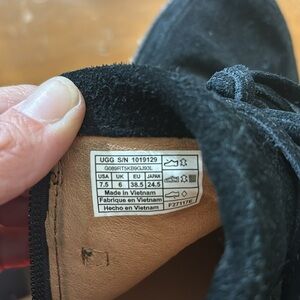 UGG S/N 1019129
USA UK EU JAPAN
7.5 6 38.5 24.5
Made in Vietnam
Fabriqué en Vietnam
Hecho en Vietnam
F27117E